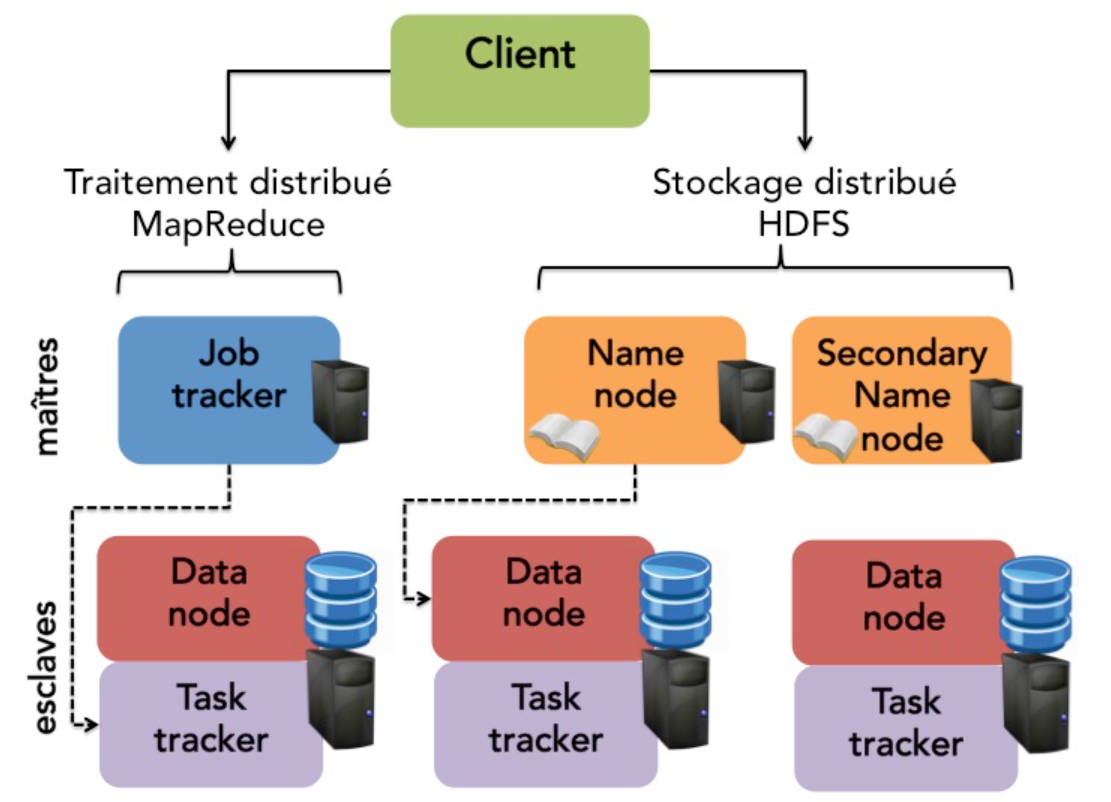 Client
Traitement distribué
MapReduce
Stockage distribué
HDFS
maîtres
Job
tracker
Name
node
Secondary
Name
node
esclaves
Data
node
Task
tracker
Data
node
Task
tracker
Data
node
Task
tracker